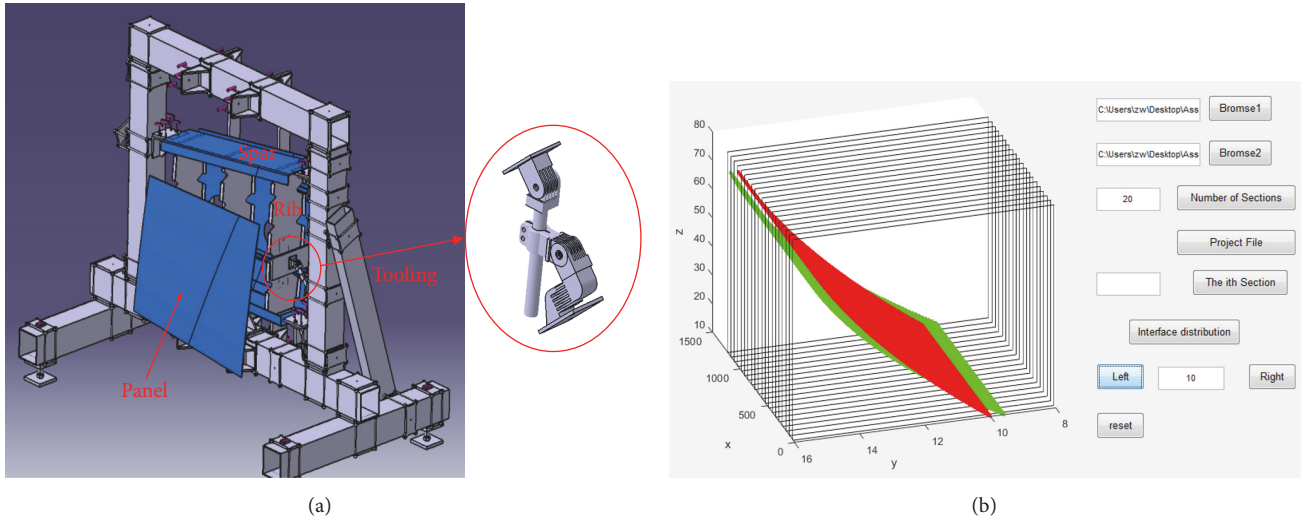 Spar
Rib
Tooling
Panel
(a)
80
70
60
50
40
30
20
10
z
1500
1000
500
0
x
16
14
12
10
8
y
C:\Users\zw\Desktop\Ass
Bromse1
C:\Users\zw\Desktop\Ass
Bromse2
20
Number of Sections
Project File
The ith Section
Interface distribution
Left
10
Right
reset
(b)